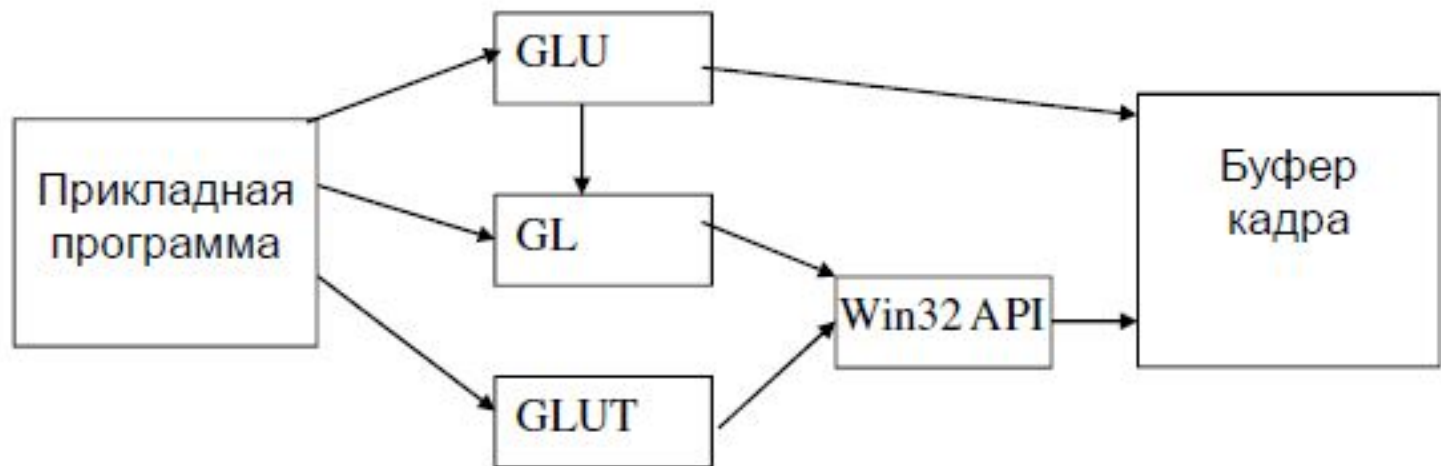 GLU
Прикладная
программа
GL
GLUT
Win32 API
Буфер
кадра